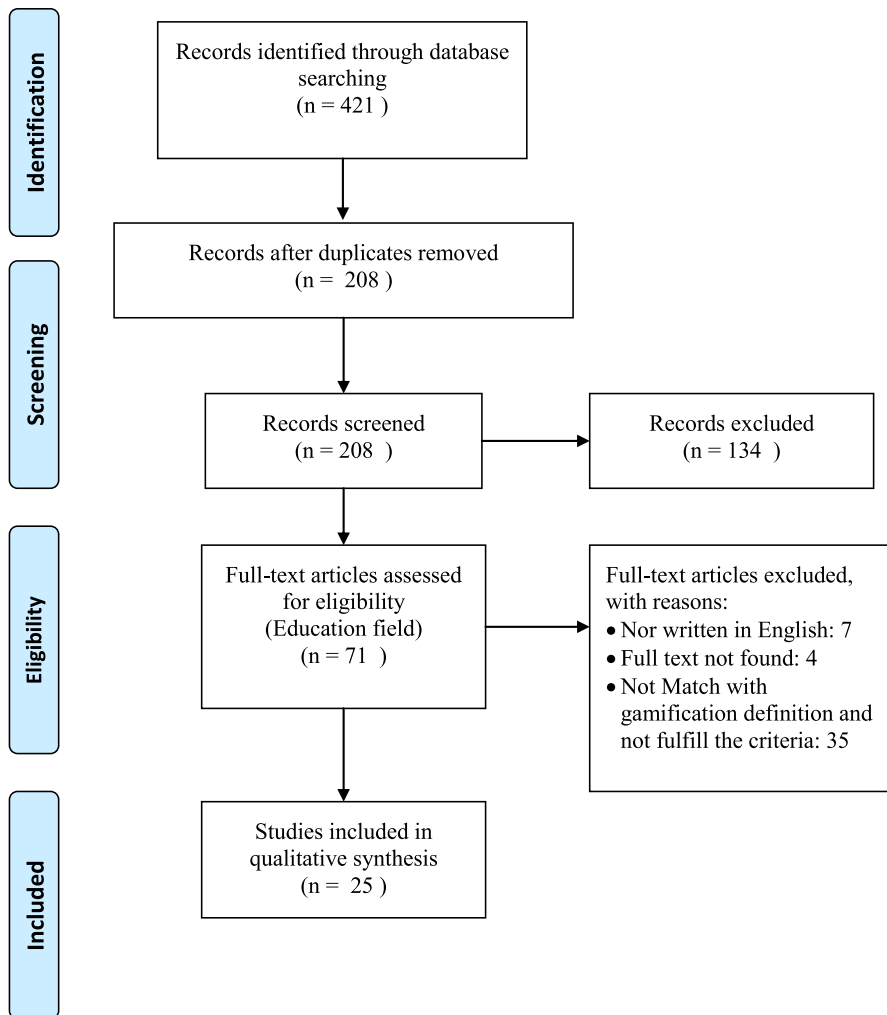 Identification
Records identified through database
searching
(n = 421 )
Records after duplicates removed
(n = 208 )
Screening
Records screened
(n = 208 )
Records excluded
(n = 134 )
Eligibility
Full-text articles assessed
for eligibility
(Education field)
(n = 71 )
Full-text articles excluded,
with reasons:
• Nor written in English: 7
• Full text not found: 4
• Not Match with
gamification definition and
not fulfill the criteria: 35
Included
Studies included in
qualitative synthesis
(n = 25 )